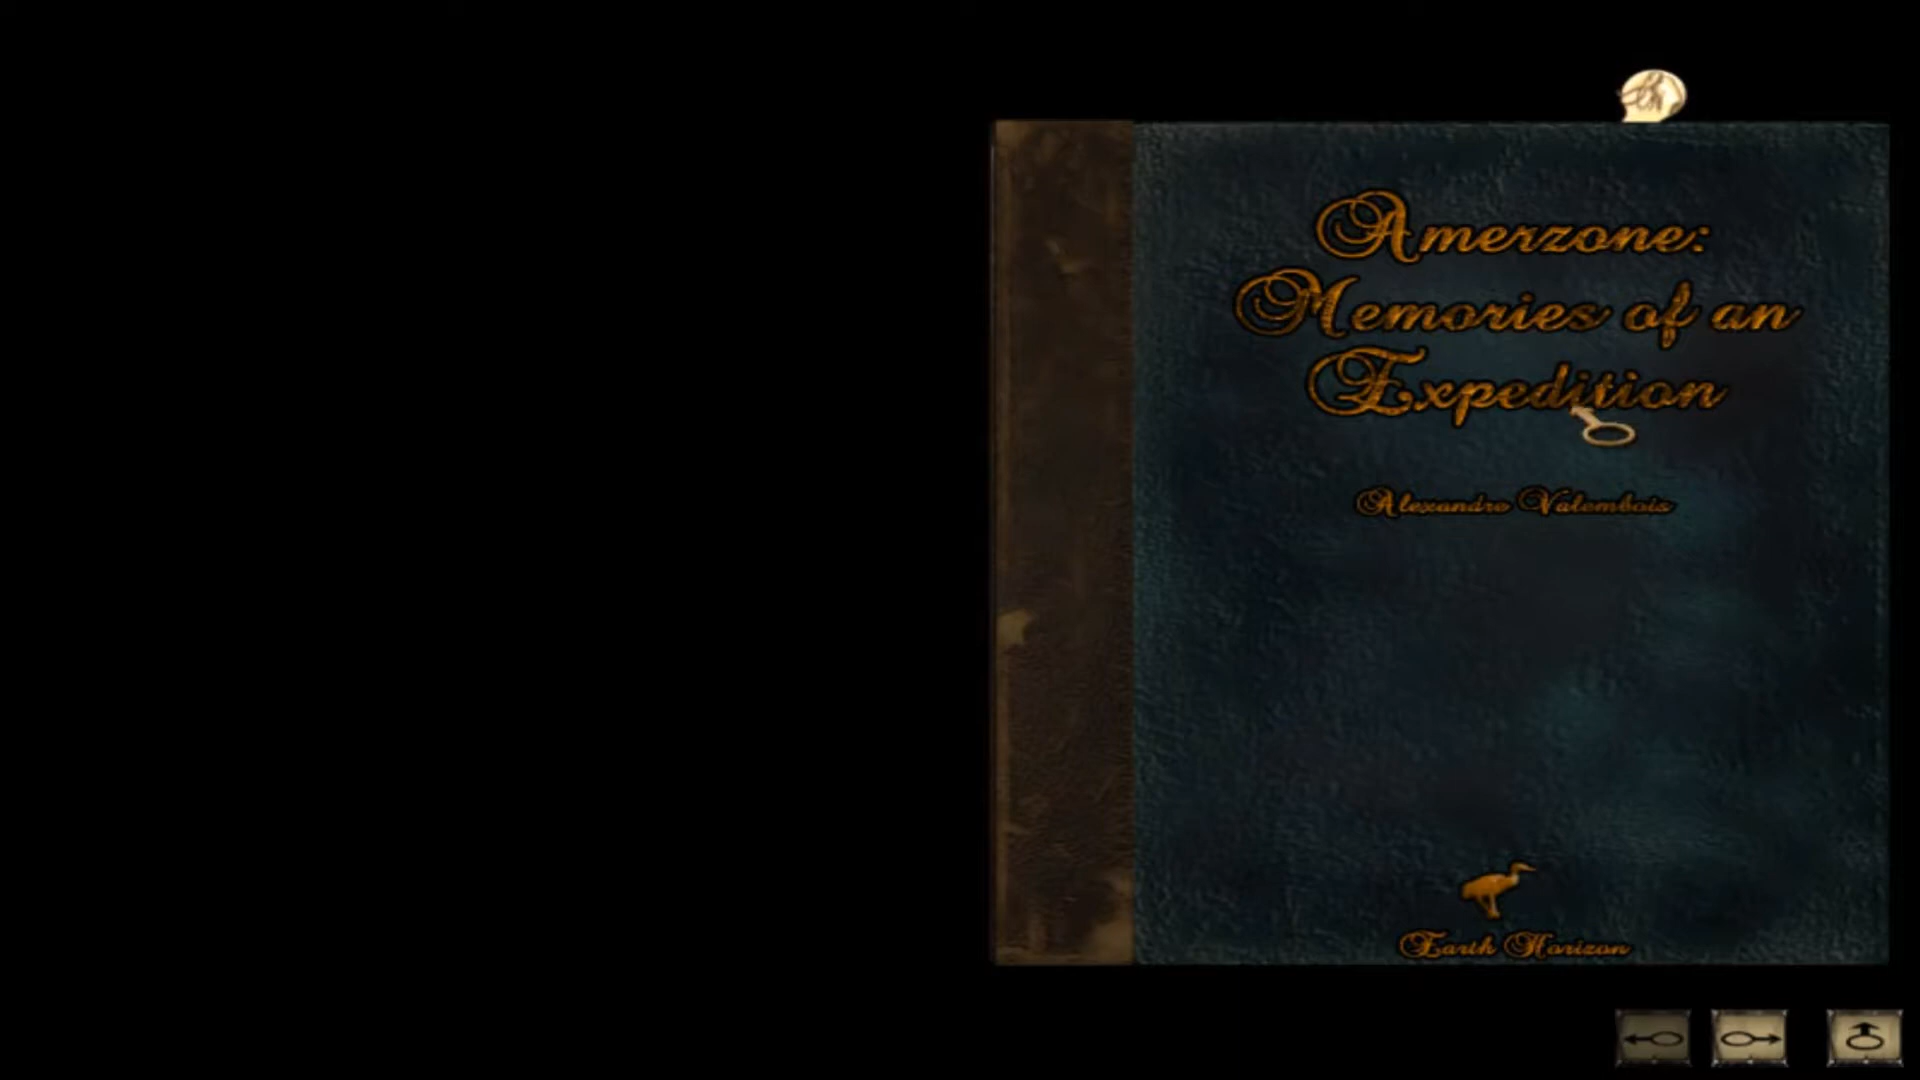 Amerzone:
Memories of an
Expedition
Alexandre Valembois
Earth Horizon